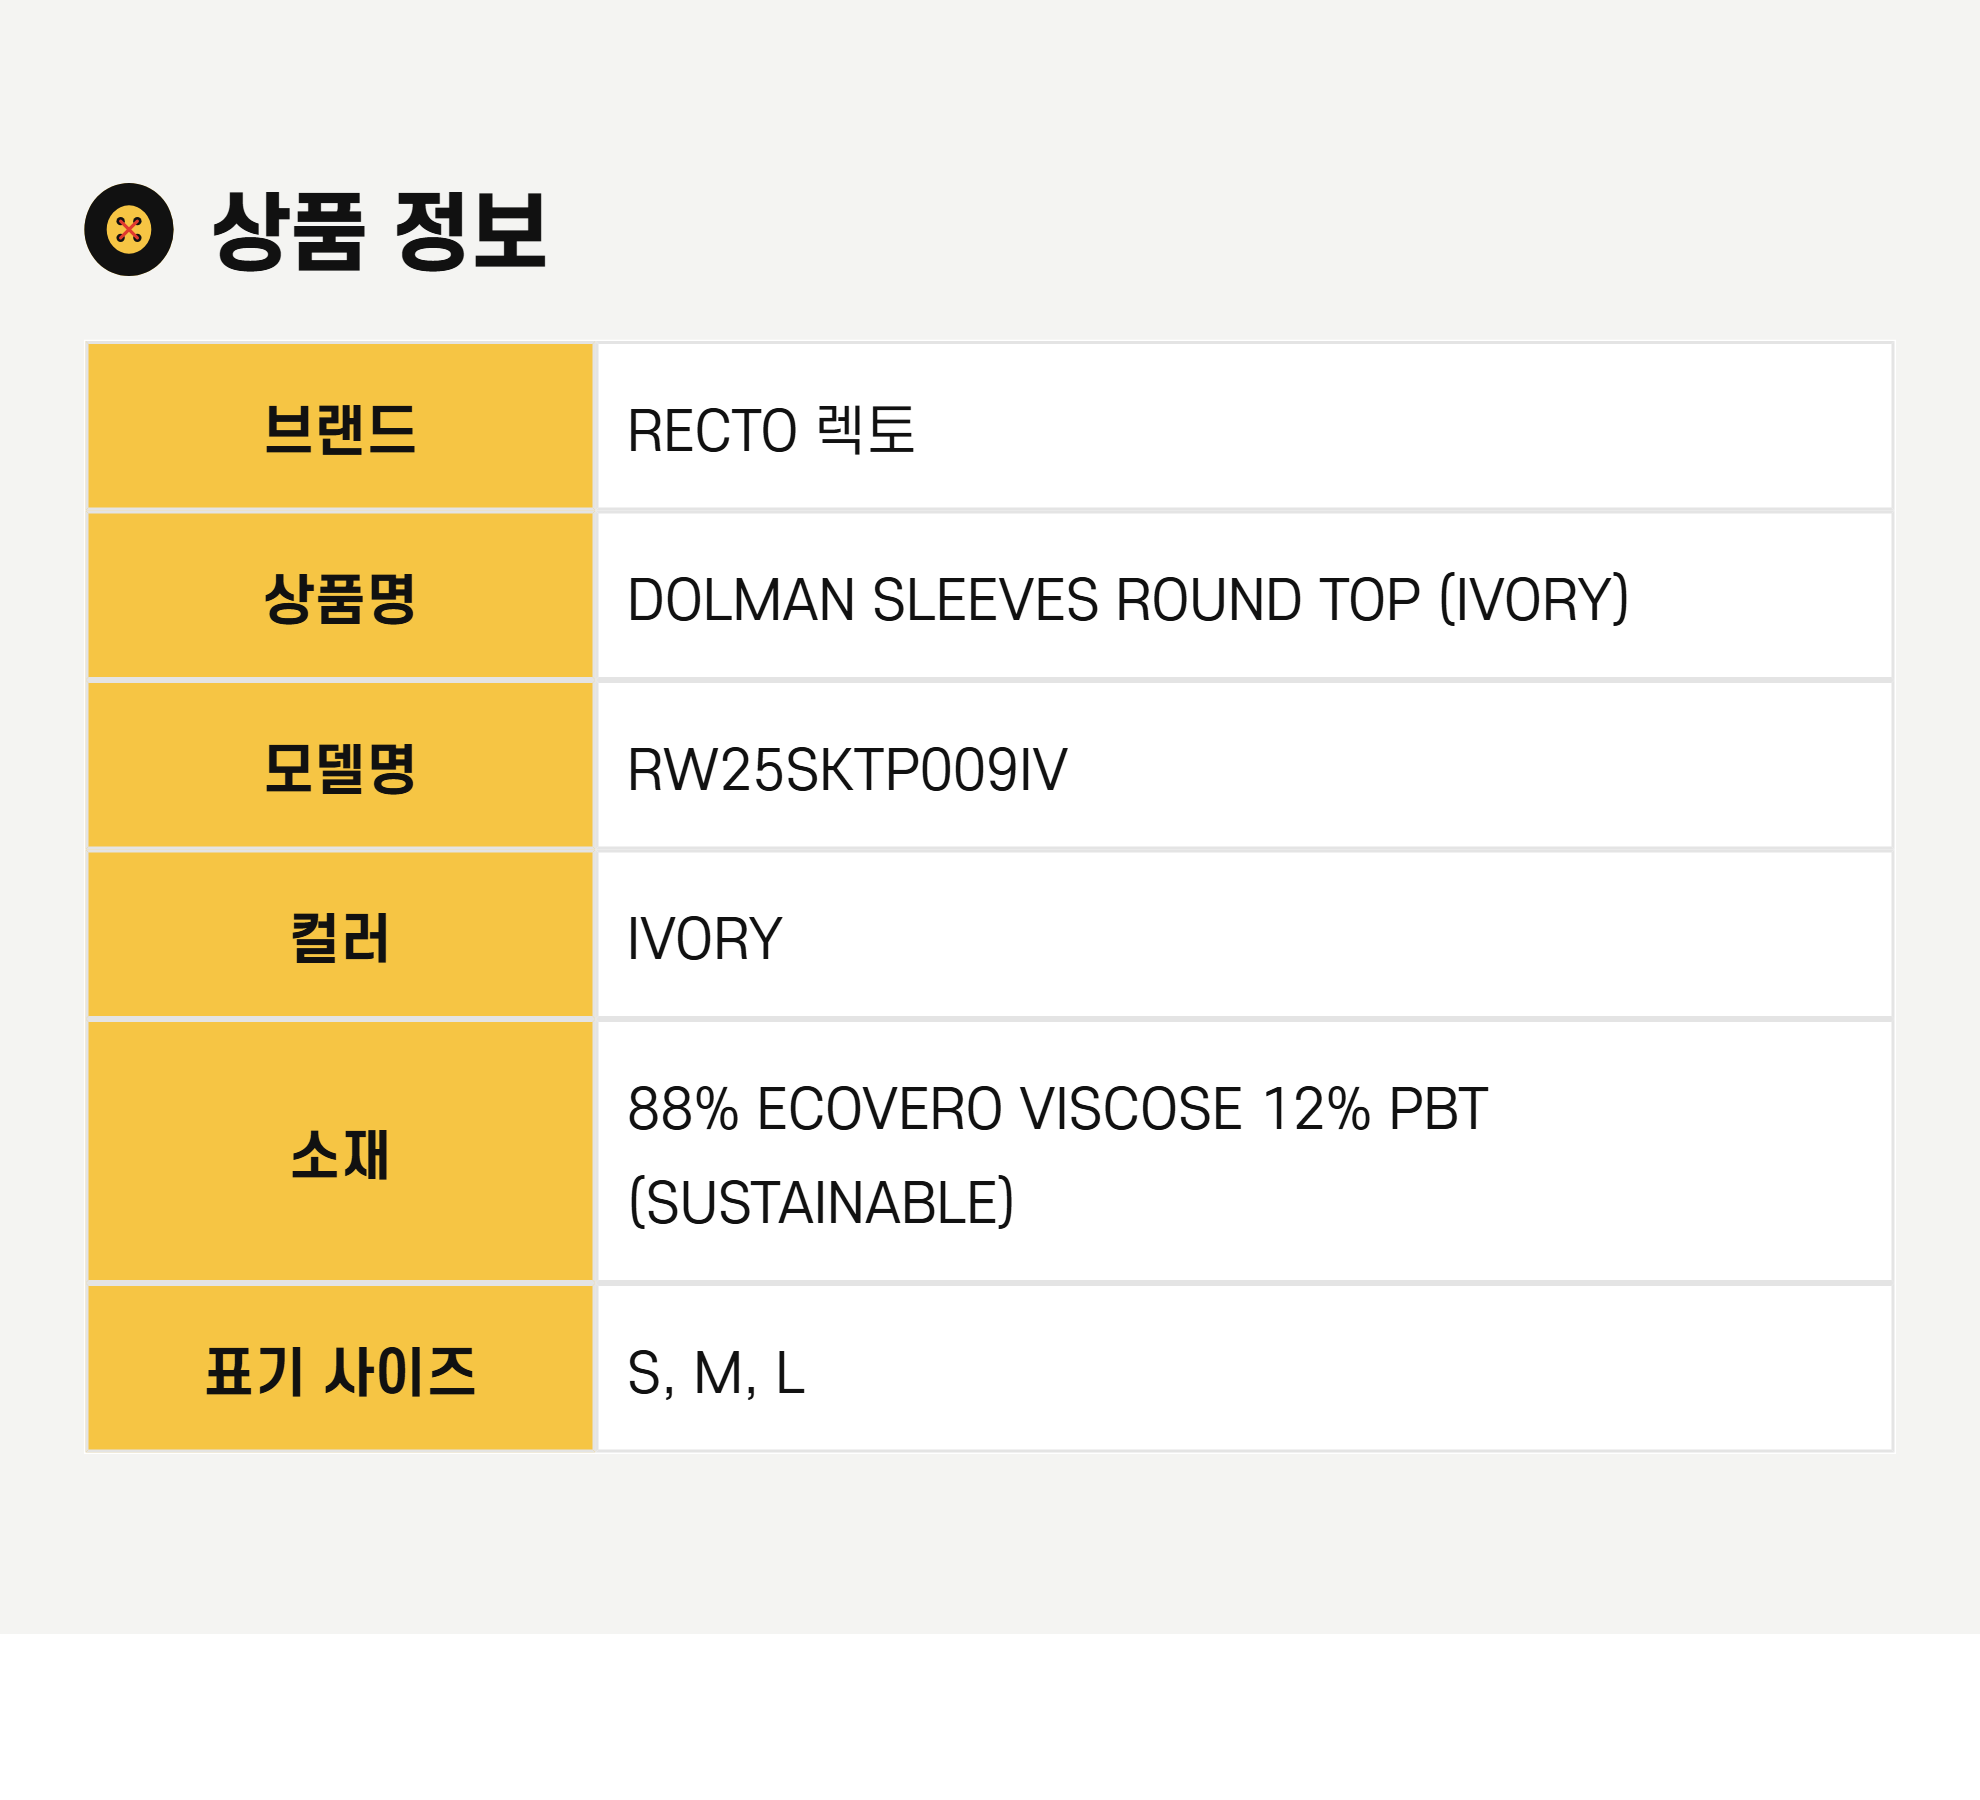 상품 정보
브랜드
RECTO 렉토
상품명
DOLMAN SLEEVES ROUND TOP (IVORY)
모델명
RW25SKTP009IV
컬러
IVORY
소재
88% ECOVERO VISCOSE 12% PBT
(SUSTAINABLE)
표기 사이즈
S, M, L